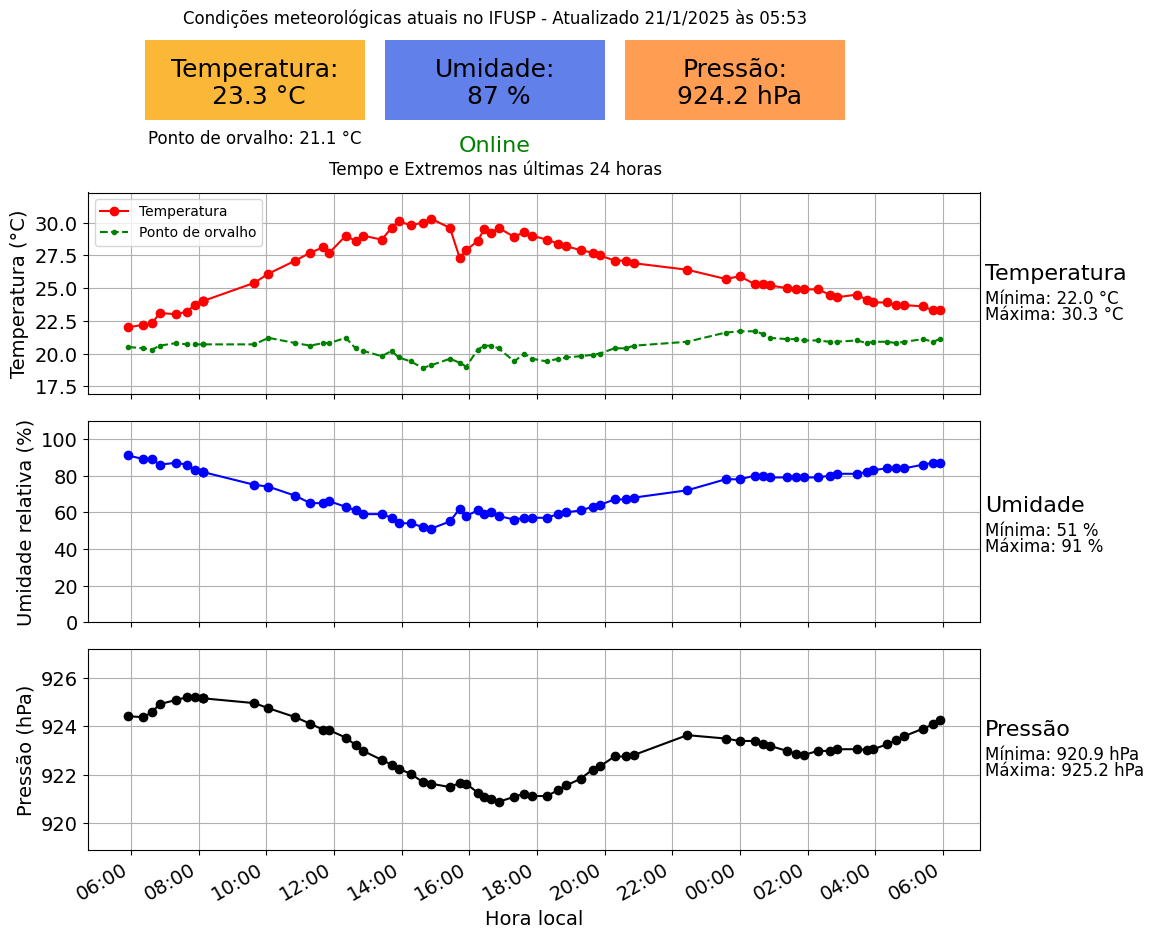 Condições meteorológicas atuais no IFUSP - Atualizado 21/1/2025 às 05:53
Temperatura:
23.3 °C
Umidade:
87 %
Pressão:
924.2 hPa
Ponto de orvalho: 21.1 °C
Online
Tempo e Extremos nas últimas 24 horas
Temperatura (°C)
30.0
27.5
25.0
22.5
20.0
17.5
Temperatura
Ponto de orvalho
Temperatura
Mínima: 22.0 °C
Máxima: 30.3 °C
Umidade relativa (%)
100
80
60
40
20
0
Umidade
Mínima: 51 %
Máxima: 91 %
Pressão (hPa)
926
924
922
920
Pressão
Mínima: 920.9 hPa
Máxima: 925.2 hPa
06:00 08:00 10:00 12:00 14:00 16:00 18:00 20:00 22:00 00:00 02:00 04:00 06:00
Hora local